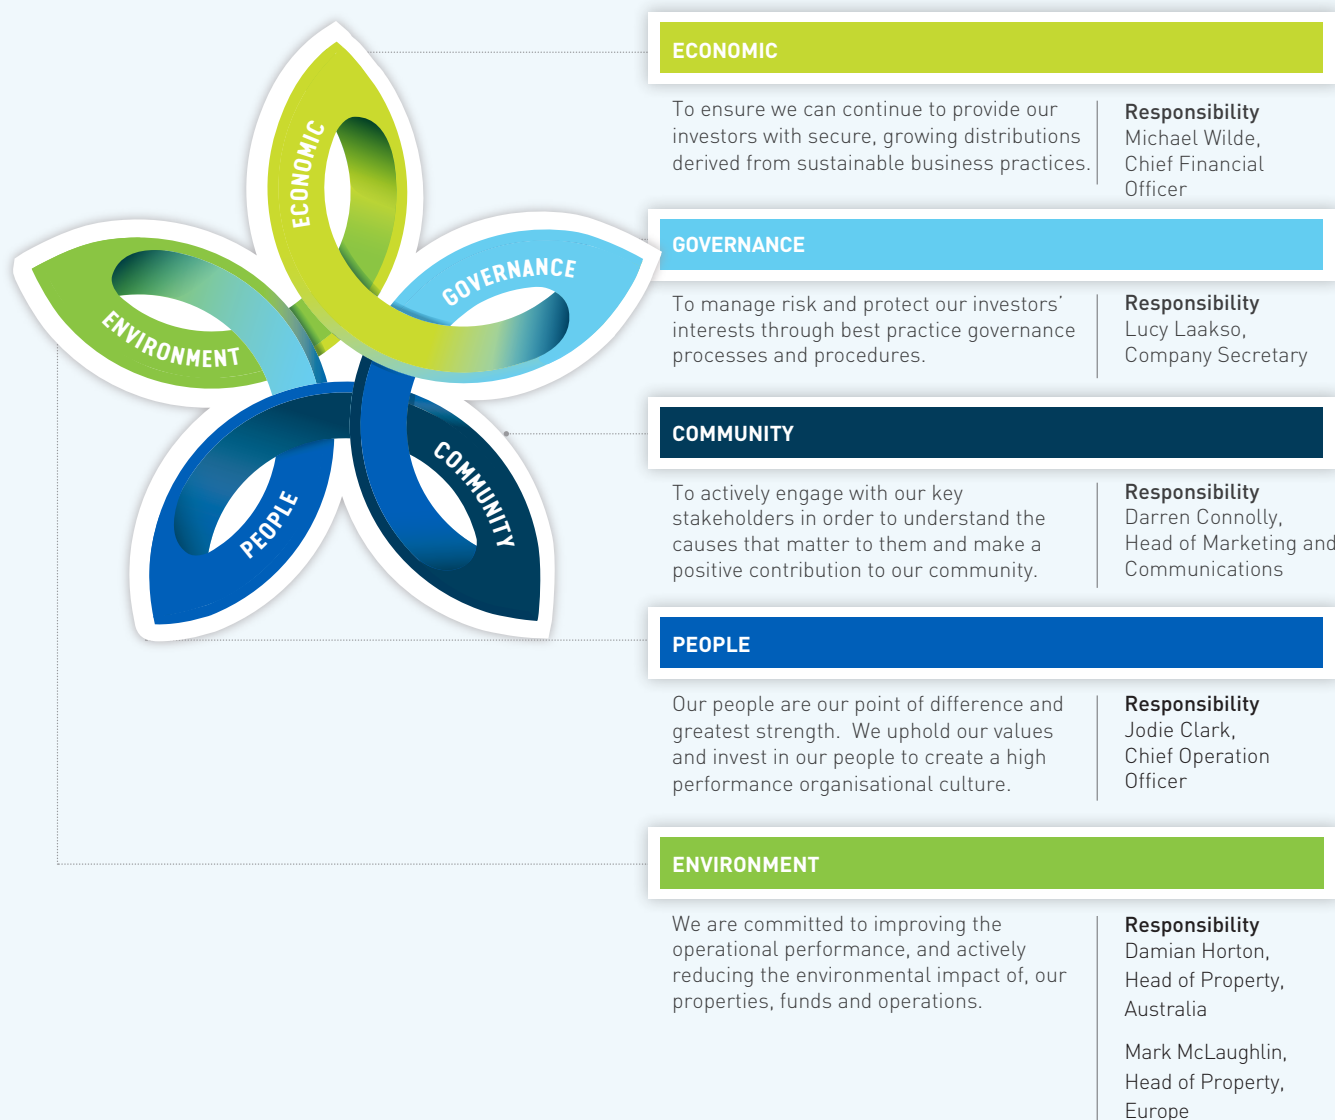 ECONOMIC
GOVERNANCE
ENVIRONMENT
PEOPLE
COMMUNITY
ECONOMIC
To ensure we can continue to provide our
investors with secure, growing distributions
derived from sustainable business practices.
Responsibility
Michael Wilde,
Chief Financial
Officer
GOVERNANCE
To manage risk and protect our investors’
interests through best practice governance
processes and procedures.
Responsibility
Lucy Laakso,
Company Secretary
COMMUNITY
To actively engage with our key
stakeholders in order to understand the
causes that matter to them and make a
positive contribution to our community.
Responsibility
Darren Connolly,
Head of Marketing and
Communications
PEOPLE
Our people are our point of difference and
greatest strength.  We uphold our values
and invest in our people to create a high
performance organisational culture.
Responsibility
Jodie Clark,
Chief Operation
Officer
ENVIRONMENT
We are committed to improving the
operational performance, and actively
reducing the environmental impact of, our
properties, funds and operations.
Responsibility
Damian Horton,
Head of Property,
Australia
Mark McLaughlin,
Head of Property,
Europe